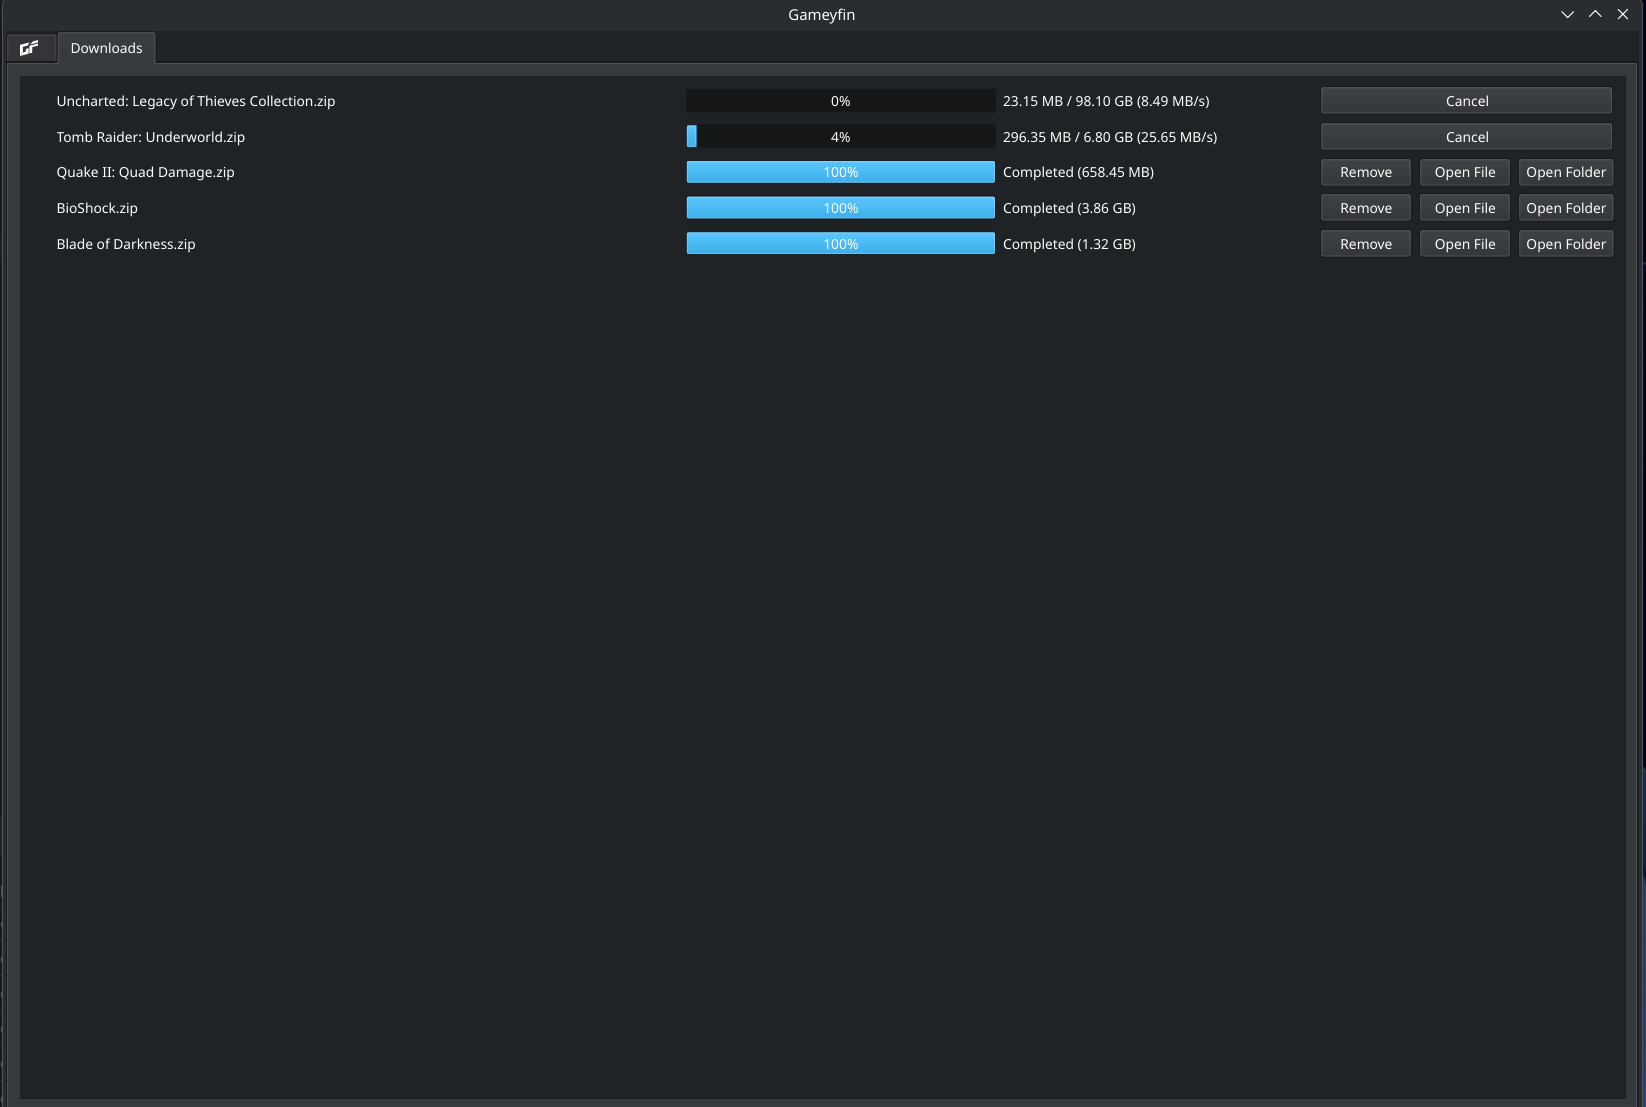 Gameyfin
GF Downloads
Uncharted: Legacy of Thieves Collection.zip 0% 23.15 MB / 98.10 GB (8.49 MB/s) Cancel
Tomb Raider: Underworld.zip 4% 296.35 MB / 6.80 GB (25.65 MB/s) Cancel
Quake II: Quad Damage.zip 100% Completed (658.45 MB) Remove Open File Open Folder
BioShock.zip 100% Completed (3.86 GB) Remove Open File Open Folder
Blade of Darkness.zip 100% Completed (1.32 GB) Remove Open File Open Folder